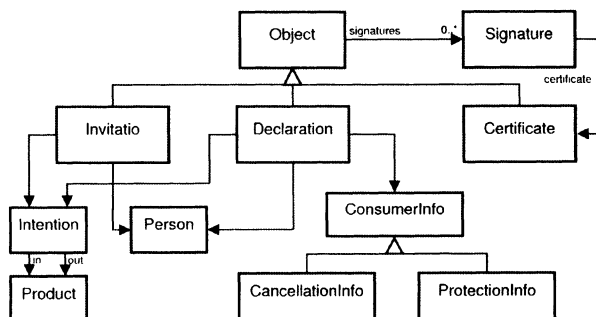 Object
signatures
0..*
Signature
certificate
Invitatio
Declaration
Certificate
Intention
Person
ConsumerInfo
in
out
Product
CancellationInfo
ProtectionInfo